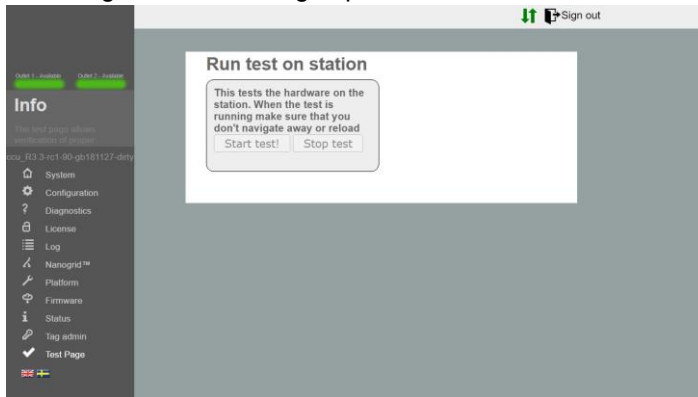 Sign out
Outlet 1 - Available Outlet 2 - Available
Info
The test page allows
verification of proper
ccu_R3.3-rc1-90-gb181127-dirty
System
Configuration
Diagnostics
License
Log
Nanogrid™
Platform
Firmware
Status
Tag admin
Test Page
Run test on station
This tests the hardware on the
station. When the test is
running make sure that you
don't navigate away or reload
Start test! Stop test